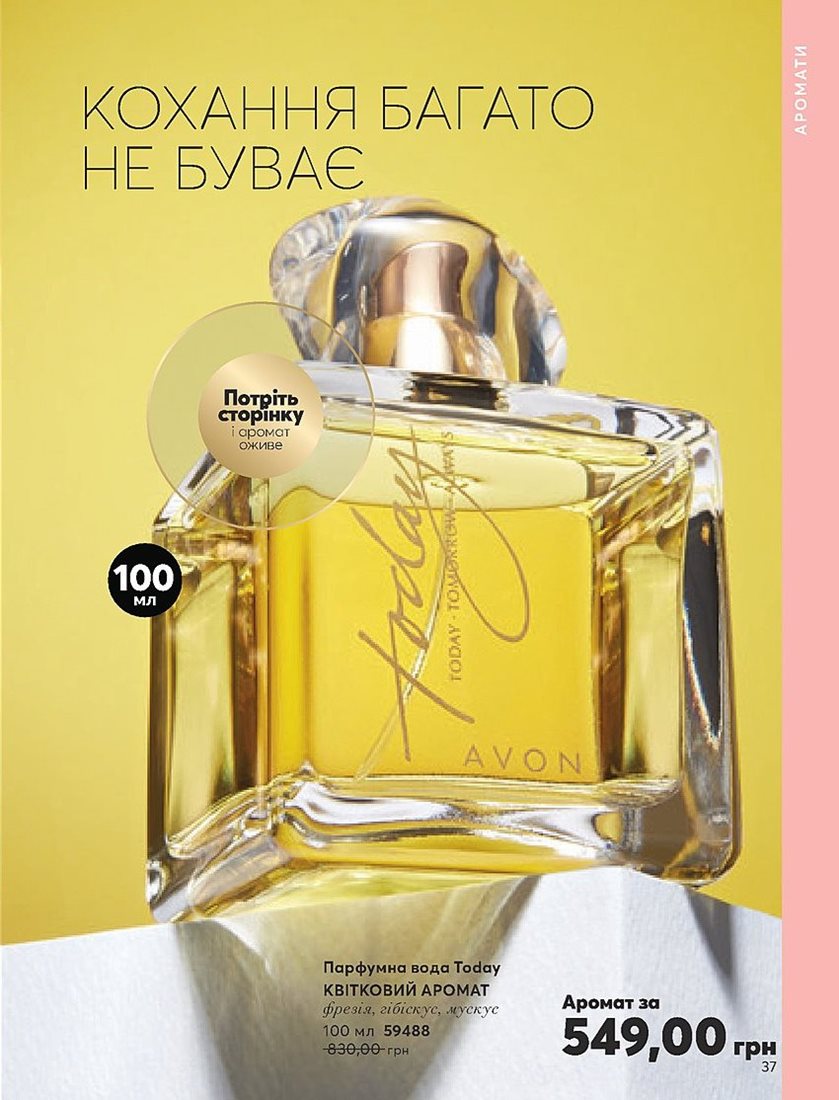 АРОМАТИ
КОХАННЯ БАГАТО
НЕ БУВАЄ
Потріть
сторінку
і аромат
оживе
today
TODAY · TOMORROW · ALWAYS
AVON
100
МЛ
Парфумна вода Today
КВІТКОВИЙ АРОМАТ
фрезія, гібіскус, мускус
100 мл 59488
830,00 грн
Аромат за
549,00 грн
37